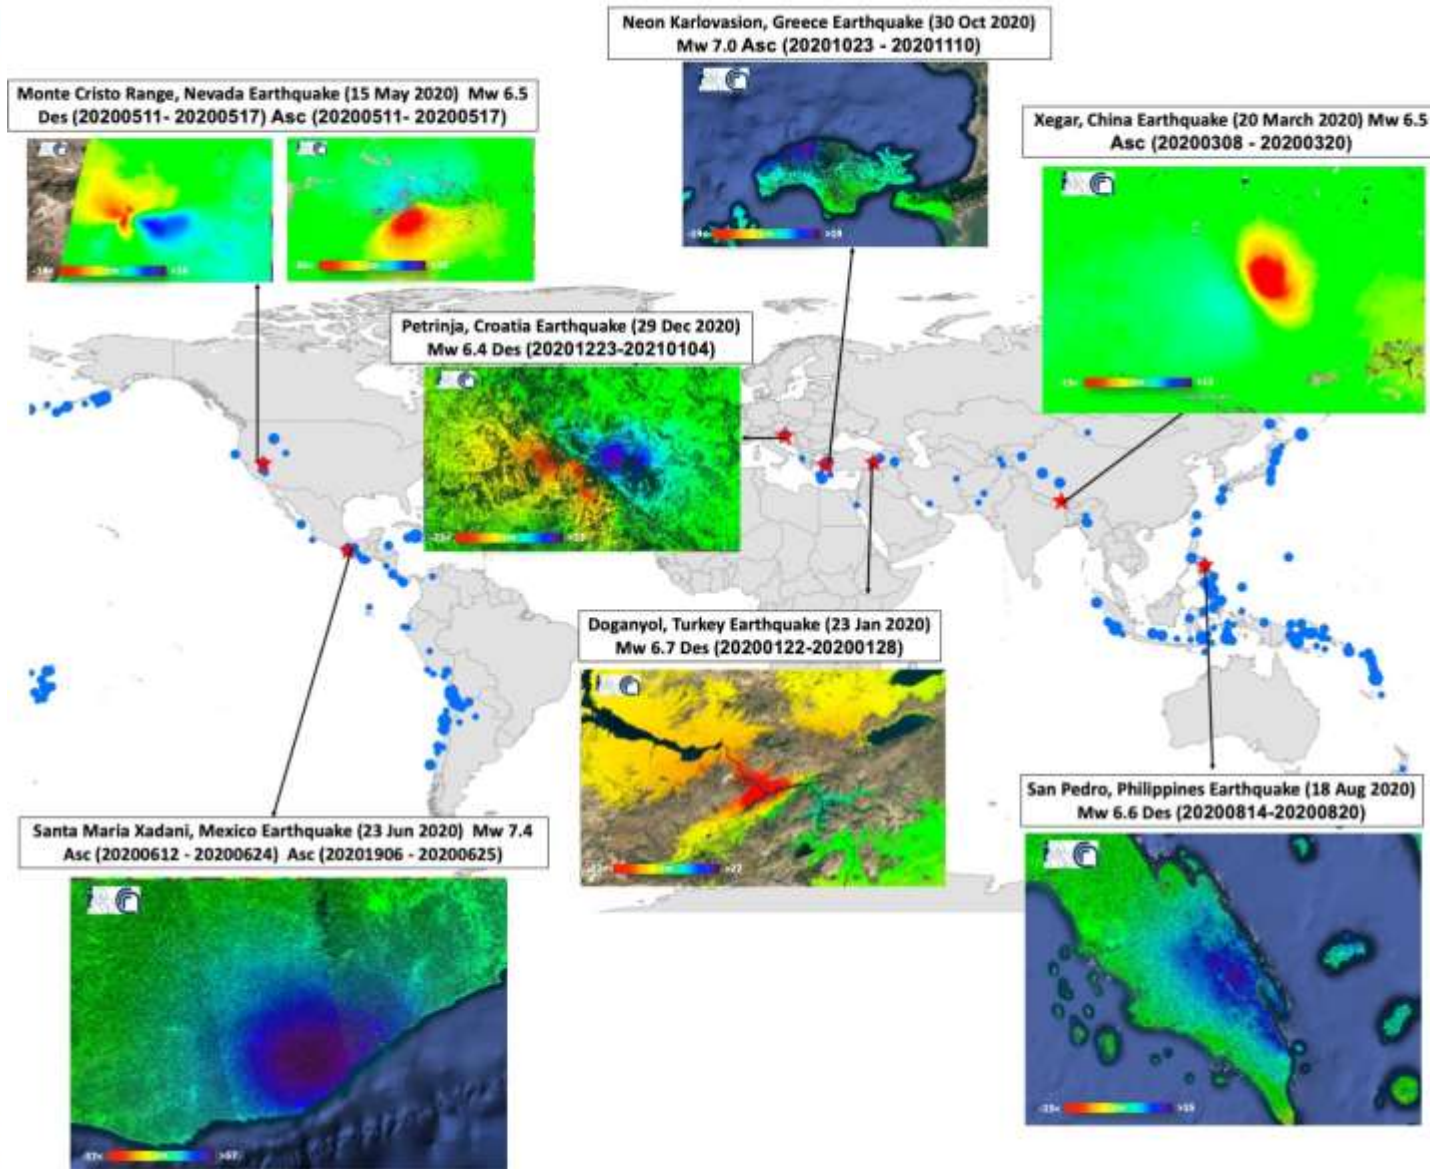 Neon Karlovasion, Greece Earthquake (30 Oct 2020)
Mw 7.0 Asc (20201023 - 20201110)
Monte Cristo Range, Nevada Earthquake (15 May 2020) Mw 6.5
Des (20200511- 20200517) Asc (20200511- 20200517)
Xegar, China Earthquake (20 March 2020) Mw 6.5
Asc (20200308 - 20200320)
Petrinja, Croatia Earthquake (29 Dec 2020)
Mw 6.4 Des (20201223-20210104)
Doganyol, Turkey Earthquake (23 Jan 2020)
Mw 6.7 Des (20200122-20200128)
San Pedro, Philippines Earthquake (18 Aug 2020)
Mw 6.6 Des (20200814-20200820)
Santa Maria Xadani, Mexico Earthquake (23 Jun 2020) Mw 7.4
Asc (20200612 - 20200624) Asc (20201906 - 20200625)